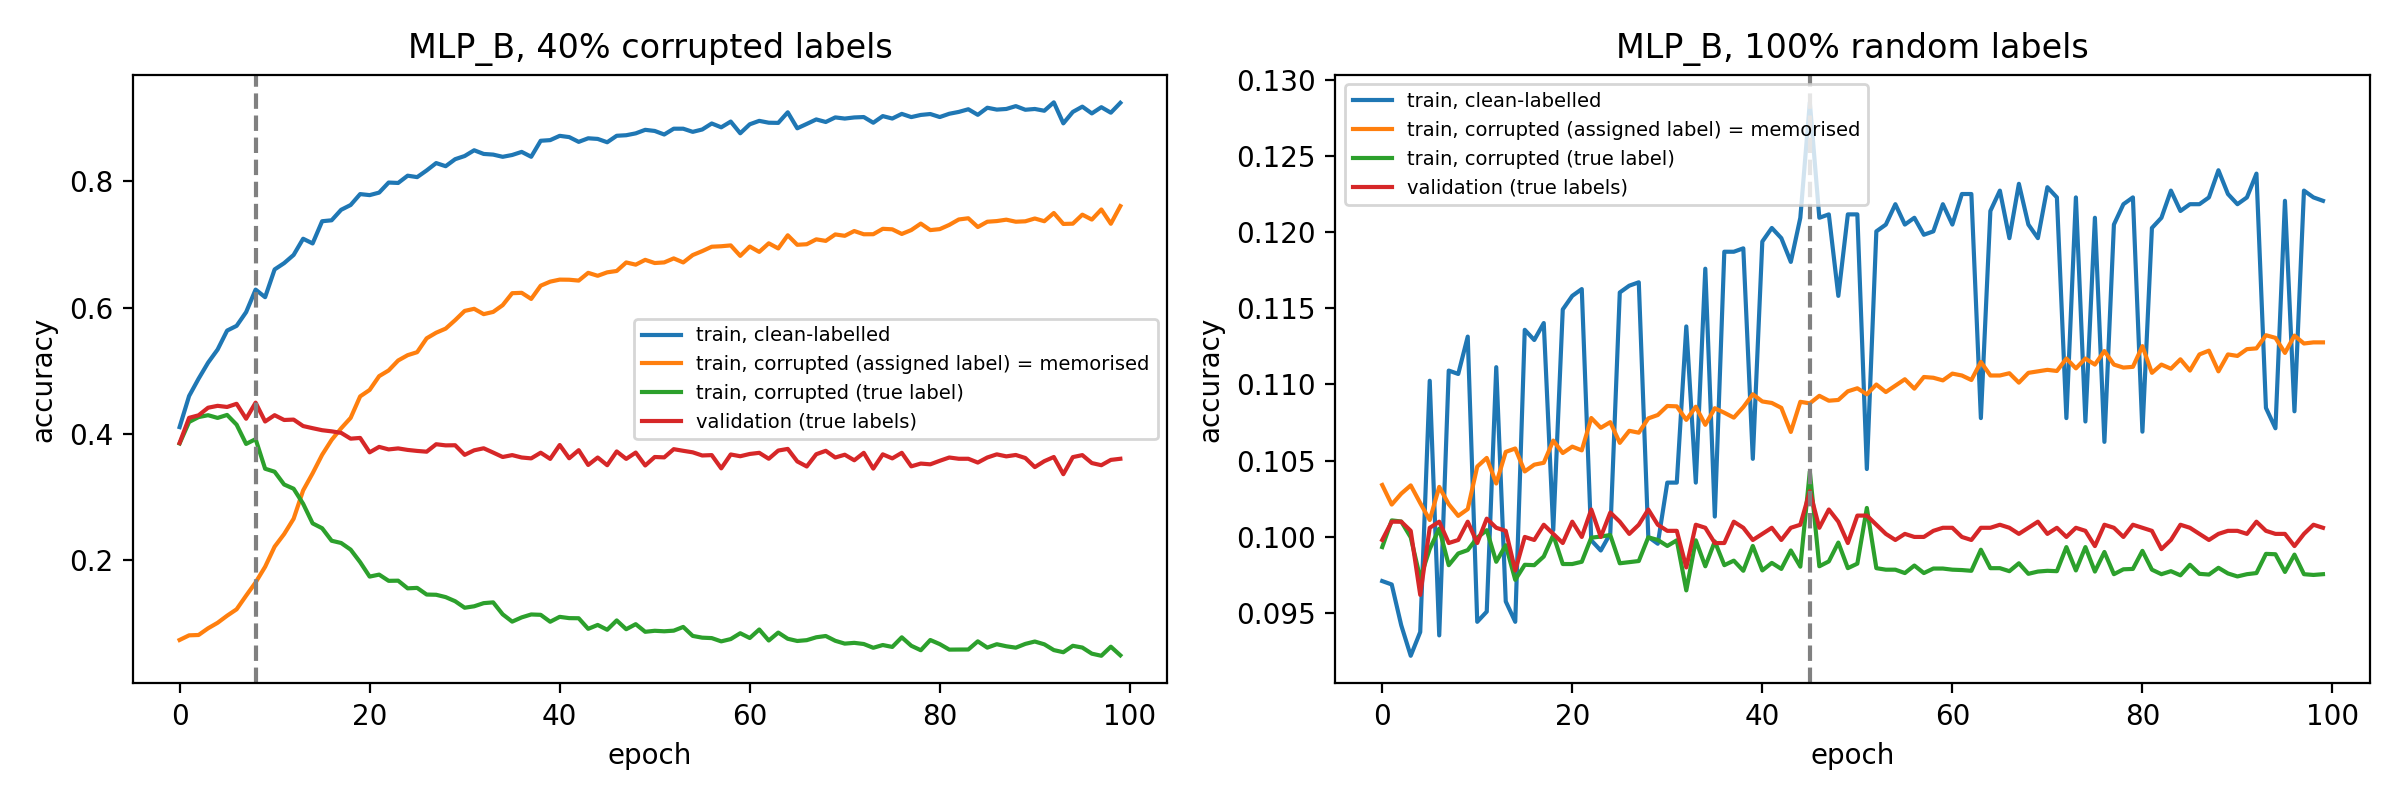 MLP_B, 40% corrupted labels
accuracy
0.8
0.6
0.4
0.2
train, clean-labelled
train, corrupted (assigned label) = memorised
train, corrupted (true label)
validation (true labels)
0 20 40 60 80 100
epoch
MLP_B, 100% random labels
accuracy
0.130
0.125
0.120
0.115
0.110
0.105
0.100
0.095
train, clean-labelled
train, corrupted (assigned label) = memorised
train, corrupted (true label)
validation (true labels)
0 20 40 60 80 100
epoch